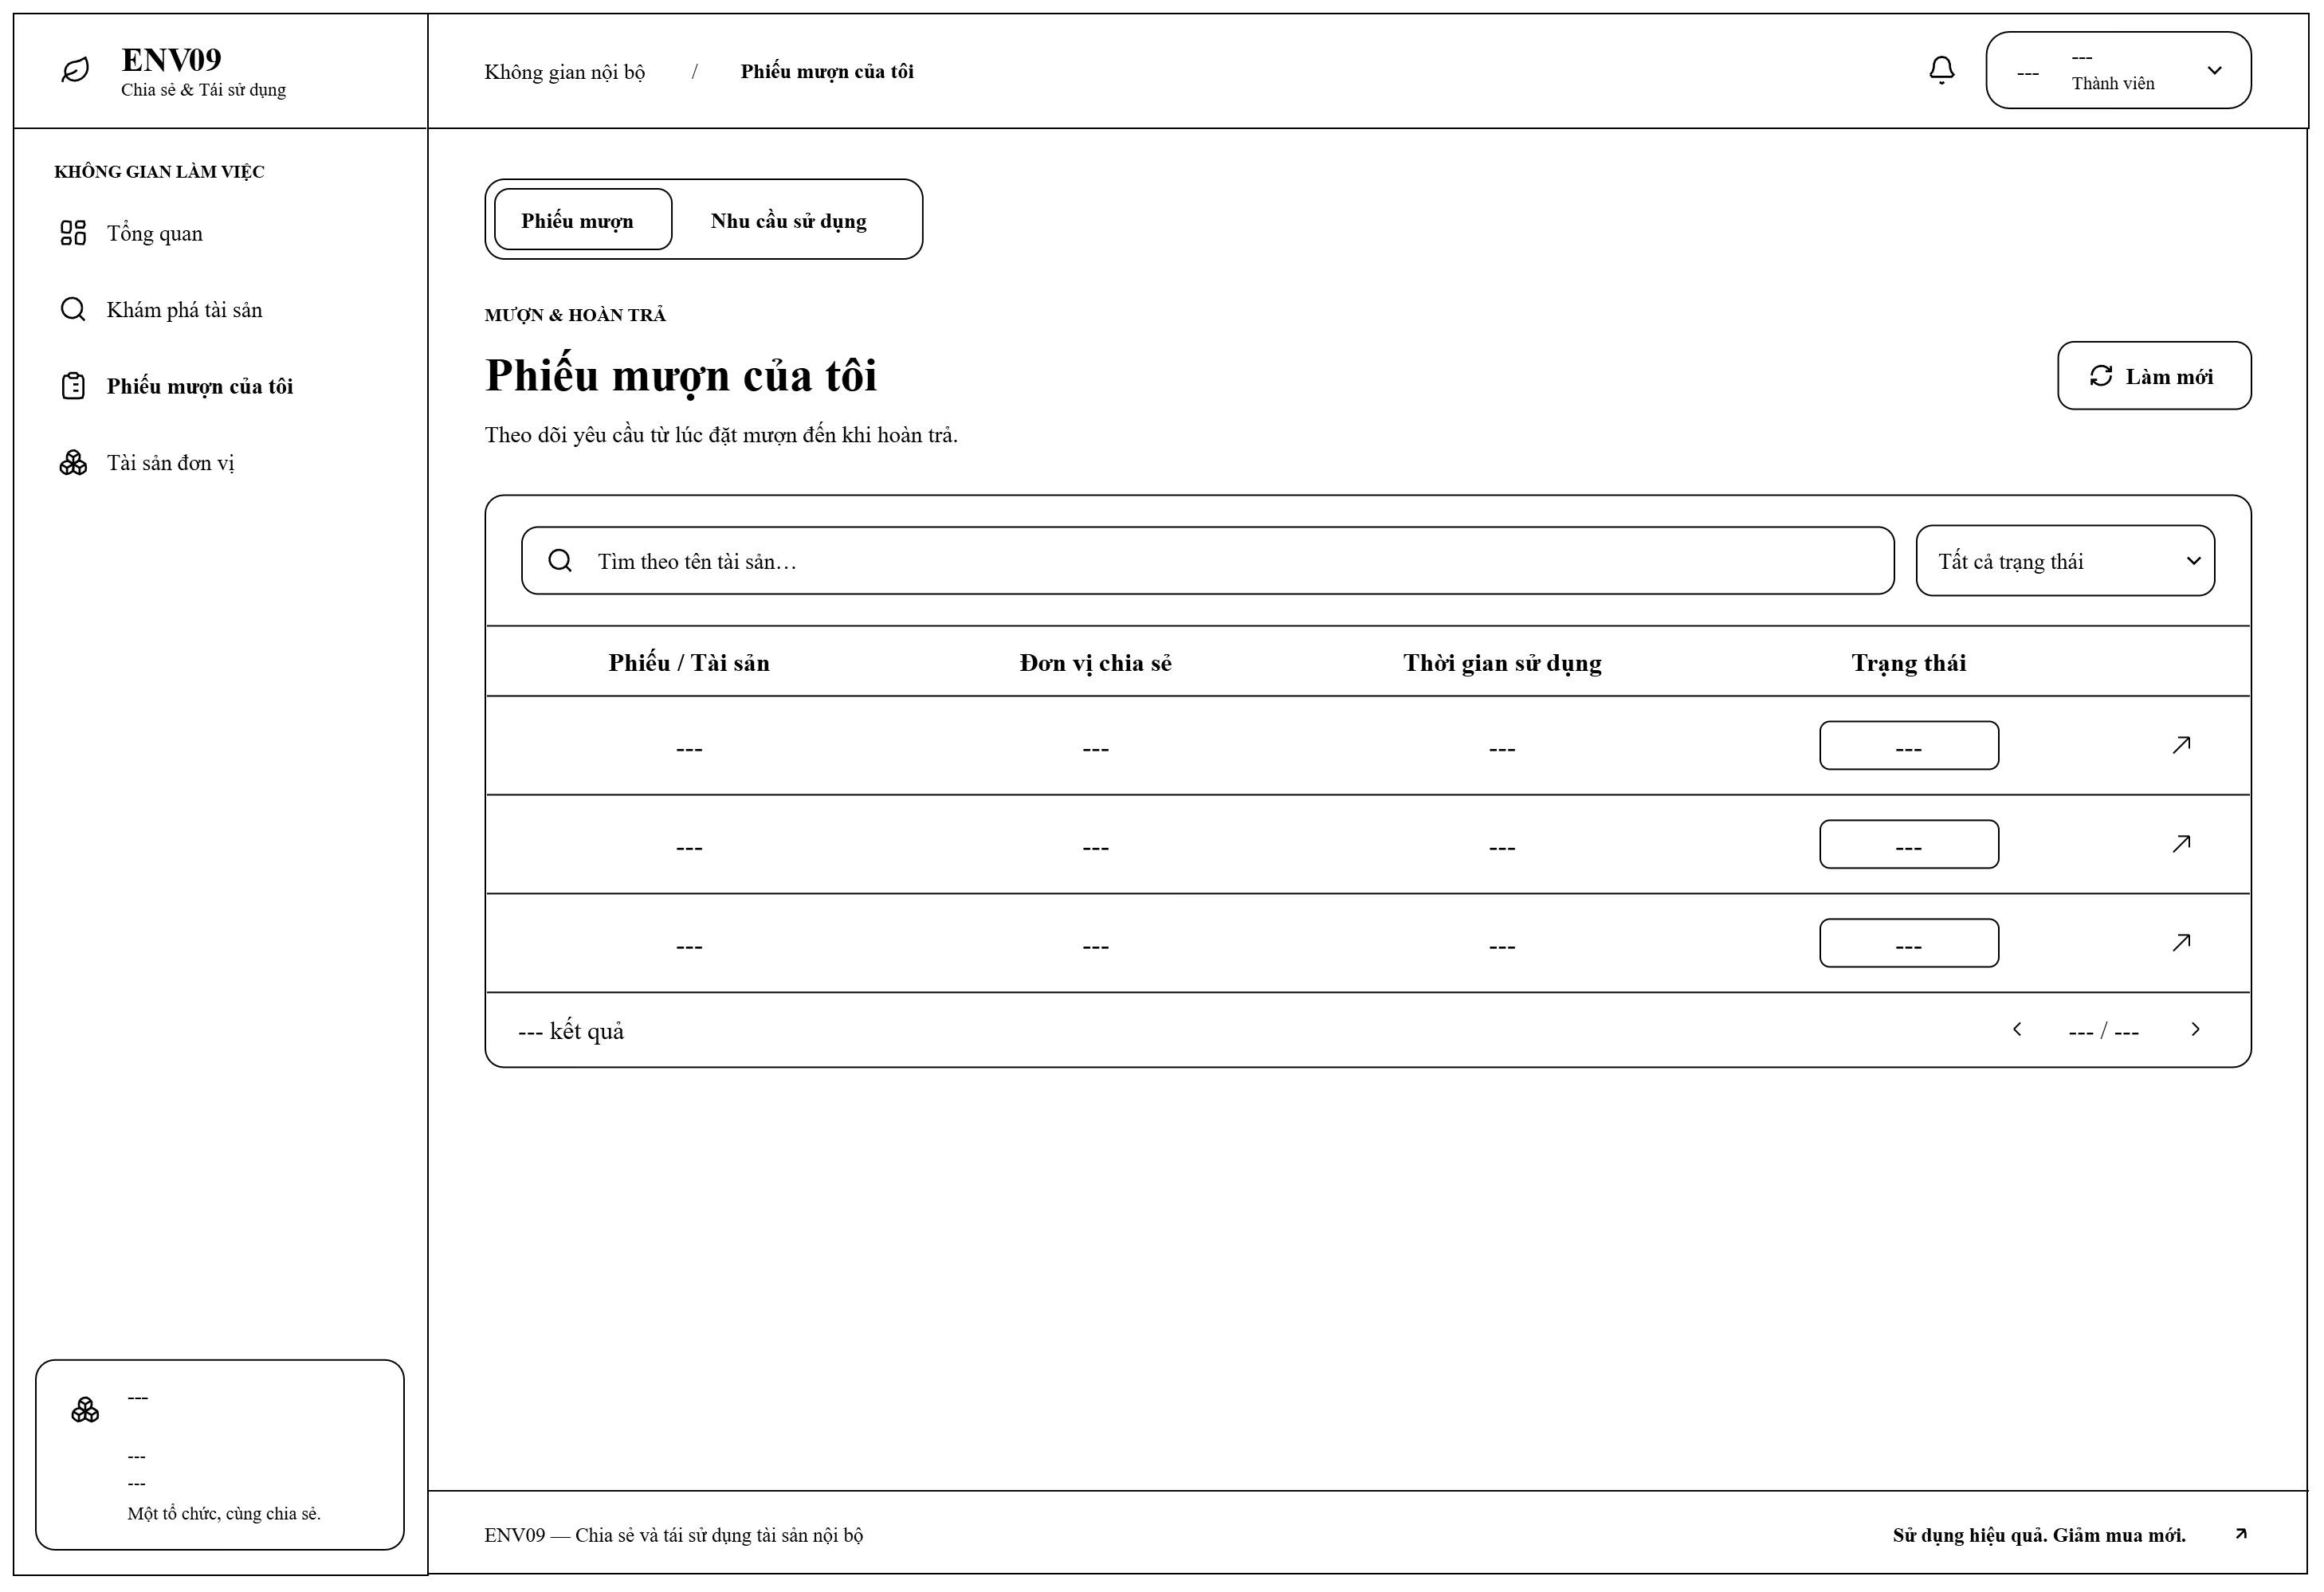 ENV09
Chia sẻ & Tái sử dụng
Không gian nội bộ / Phiếu mượn của tôi
---
---
Thành viên
KHÔNG GIAN LÀM VIỆC
Tổng quan
Khám phá tài sản
Phiếu mượn của tôi
Tài sản đơn vị
Phiếu mượn
Nhu cầu sử dụng
MƯỢN & HOÀN TRẢ
Phiếu mượn của tôi
Làm mới
Theo dõi yêu cầu từ lúc đặt mượn đến khi hoàn trả.
Tìm theo tên tài sản…
Tất cả trạng thái
Phiếu / Tài sản Đơn vị chia sẻ Thời gian sử dụng Trạng thái
--- --- --- ---
--- --- --- ---
--- --- --- ---
--- kết quả
--- / ---
---
---
---
Một tổ chức, cùng chia sẻ.
ENV09 — Chia sẻ và tái sử dụng tài sản nội bộ
Sử dụng hiệu quả. Giảm mua mới.